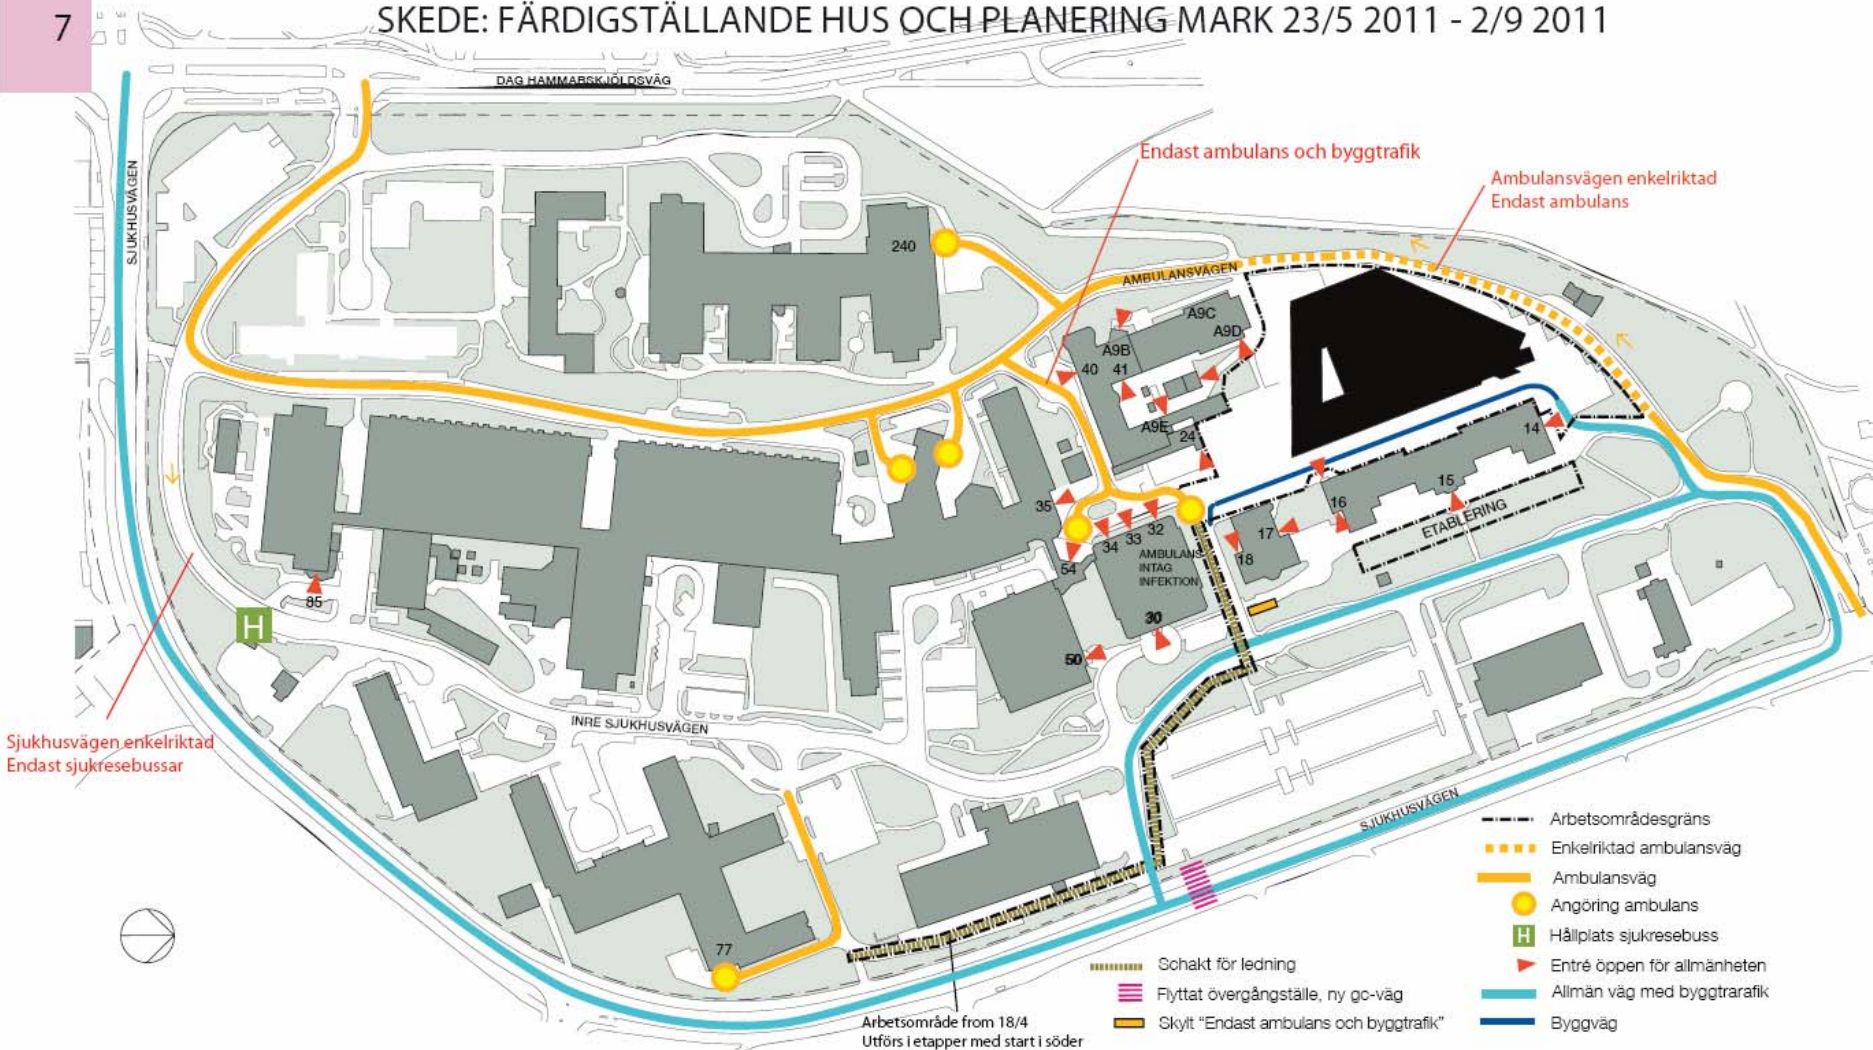 7
SKEDE: FÄRDIGSTÄLLANDE HUS OCH PLANERING MARK 23/5 2011 - 2/9 2011
DAG HAMMARSKJÖLDSVÄG
SJUKHUSVÄGEN
Endast ambulans och byggtrafik
Ambulansvägen enkelriktad
Endast ambulans
240
AMBULANSVÄGEN
A9C
A9D
A9B
40
41
A9E
24
14
15
16
ETABLERING
17
18
35
32
33
34
54
AMBULANS
INTAG
INFEKTION
30
50
85
H
INRE SJUKHUSVÄGEN
Sjukhusvägen enkelriktad
Endast sjukresebussar
77
SJUKHUSVÄGEN
Arbetsområde from 18/4
Utförs i etapper med start i söder
Schakt för ledning
Flyttat övergångställe, ny gc-väg
Skylt "Endast ambulans och byggtrafik"
Arbetsområdesgräns
Enkelriktad ambulansväg
Ambulansväg
Angöring ambulans
H Hållplats sjukresebuss
Entré öppen för allmänheten
Allmän väg med byggtrarafik
Byggväg